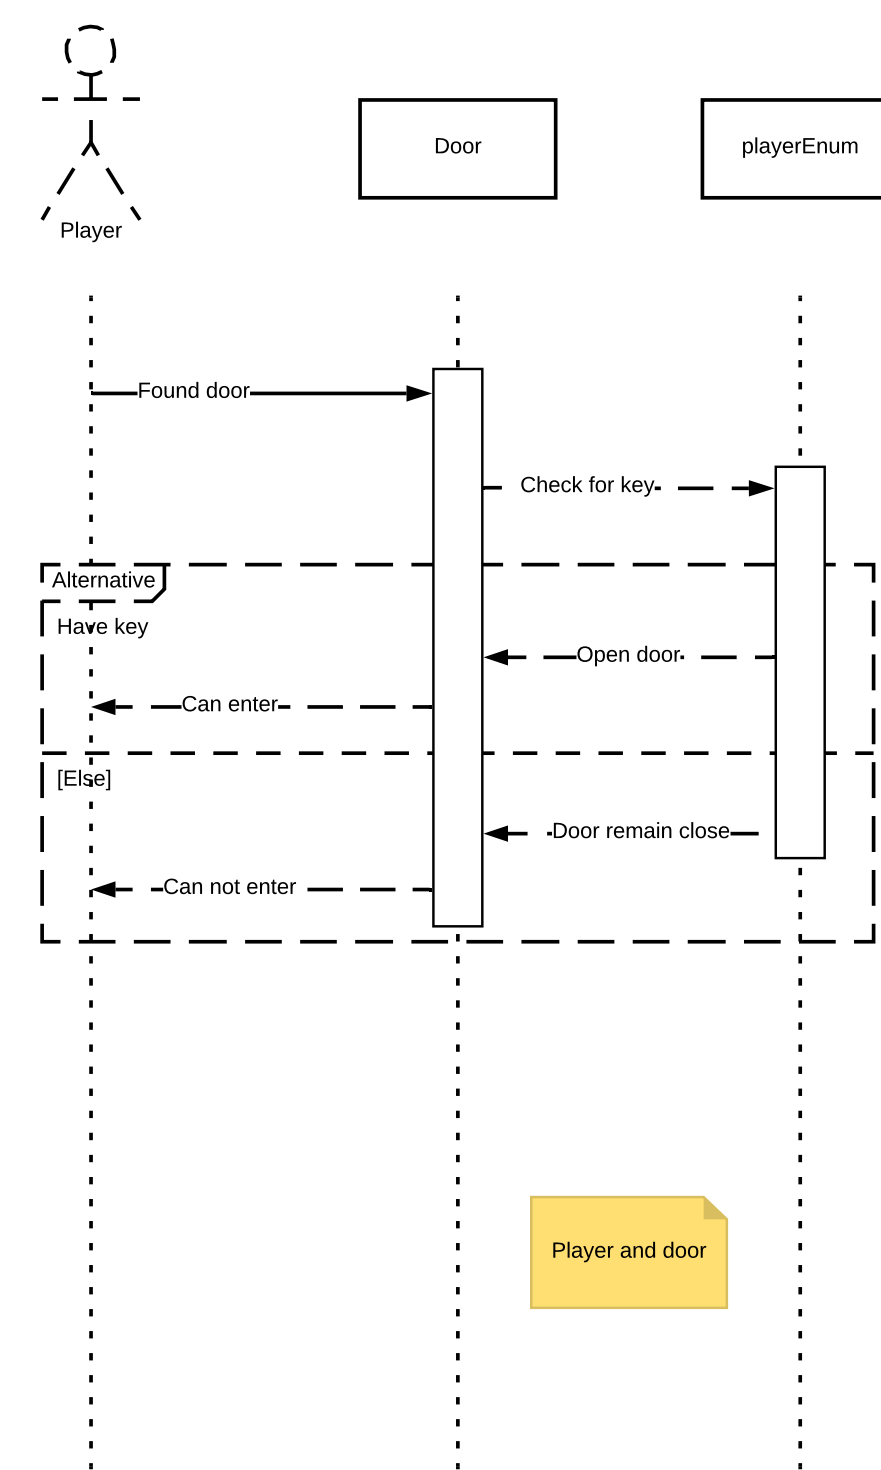 Door
playerEnum
Player
Found door
Check for key
Alternative
Have key
Open door
Can enter
[Else]
Door remain close
Can not enter
Player and door